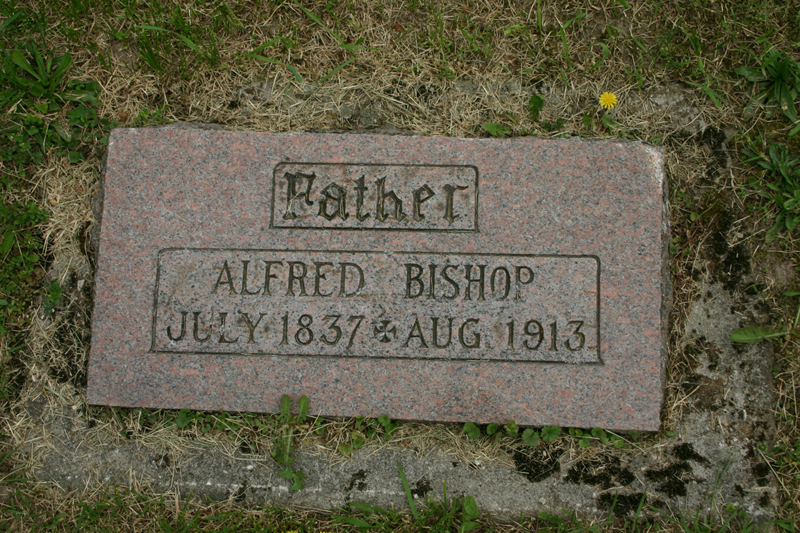 Father
ALFRED BISHOP
JULY 1837 ✠ AUG. 1913